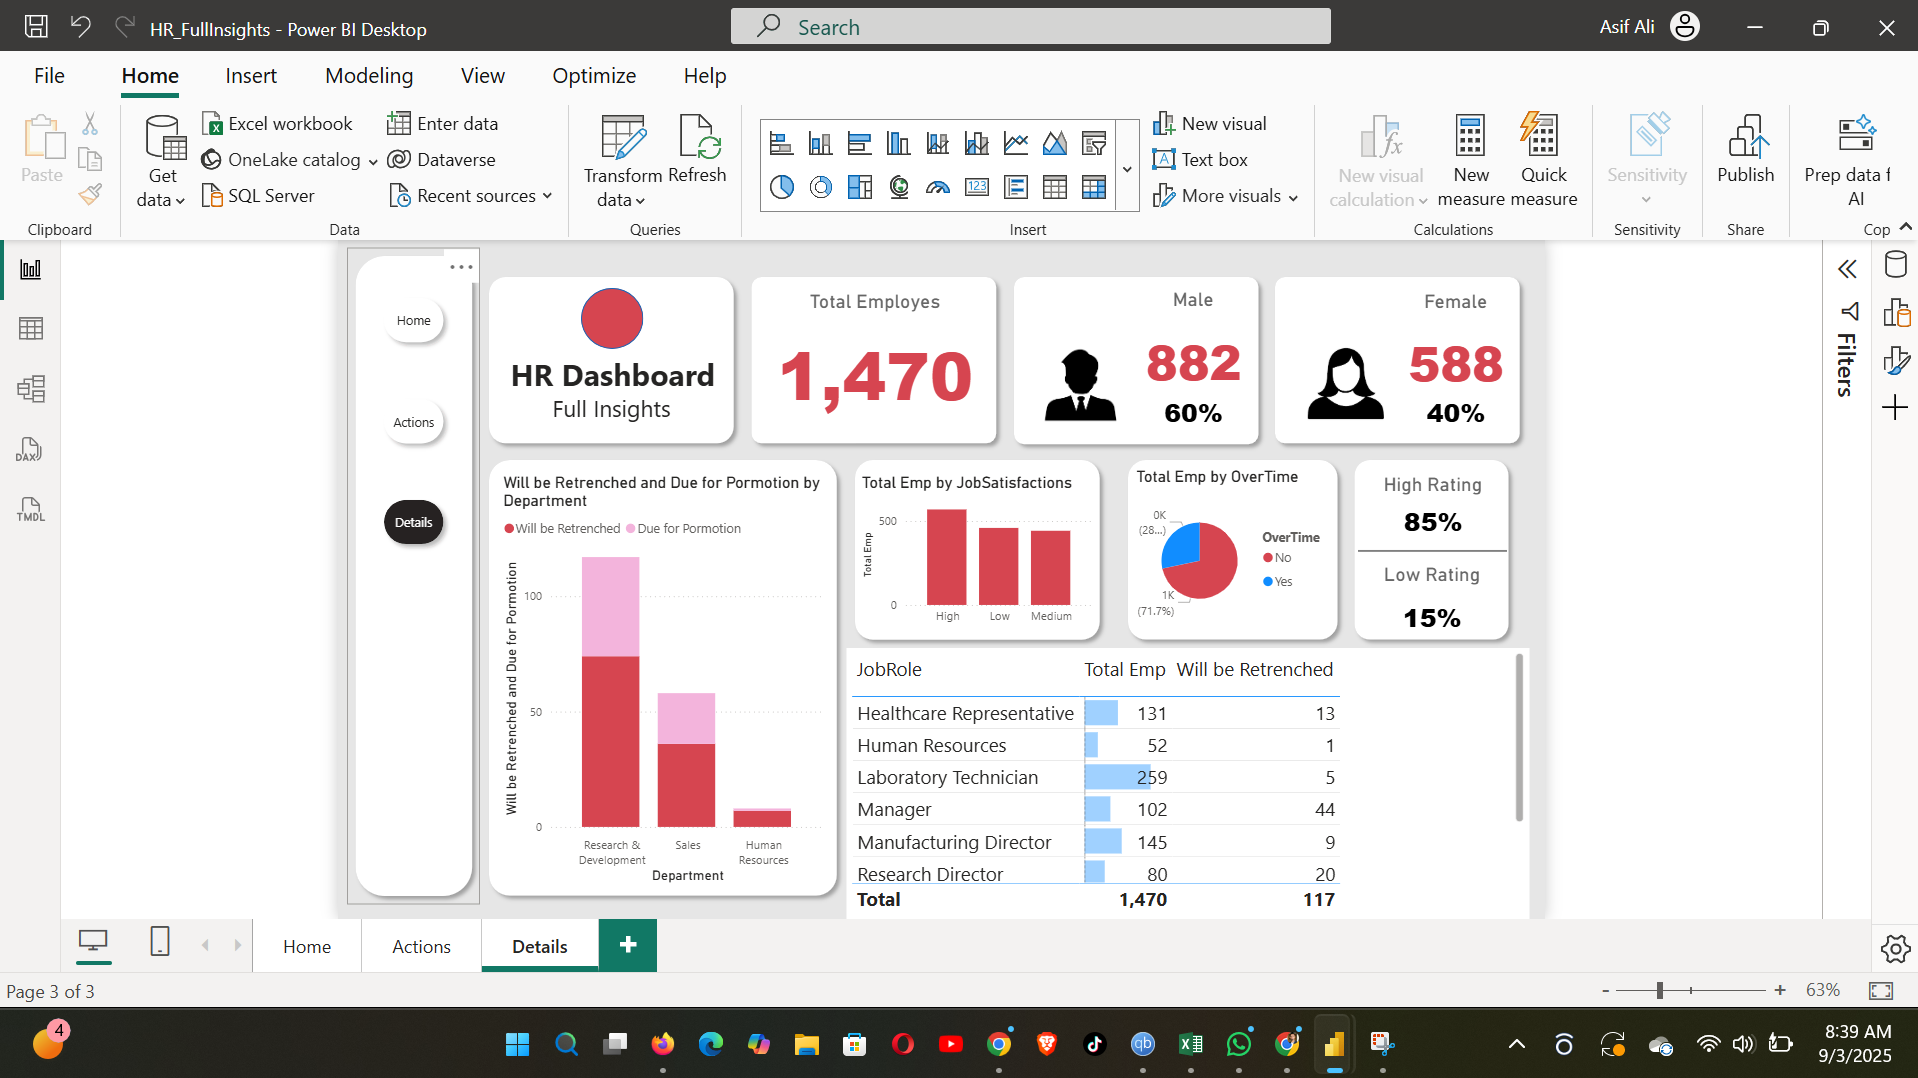 HR_FullInsights - Power BI Desktop
Search
Asif Ali
File
Home
Insert
Modeling
View
Optimize
Help
Paste
Clipboard
Get data
Excel workbook
OneLake catalog
SQL Server
Enter data
Dataverse
Recent sources
Data
Transform data
Refresh
Queries
123
New visual
Text box
More visuals
Insert
New visual calculation
New measure
Quick measure
Calculations
Sensitivity
Sensitivity
Publish
Share
Prep data f
AI
Cop
DAX
TMDL
Home
Actions
Details
HR Dashboard
Full Insights
Total Employes
1,470
Male
882
60%
Female
588
40%
Will be Retrenched and Due for Pormotion by
Department
Will be Retrenched
Due for Pormotion
Will be Retrenched and Due for Pormotion
100
50
0
Research &
Development
Sales
Human
Resources
Department
Total Emp by JobSatisfactions
Total Emp
500
0
High
Low
Medium
Total Emp by OverTime
0K
(28...)
1K
(71.7%)
OverTime
No
Yes
High Rating
85%
Low Rating
15%
JobRole Total Emp Will be Retrenched
Healthcare Representative 131 13
Human Resources 52 1
Laboratory Technician 259 5
Manager 102 44
Manufacturing Director 145 9
Research Director 80 20
Total 1,470 117
Filters
Home
Actions
Details
+
Page 3 of 3
- + 63%
4
qb
8:39 AM
9/3/2025